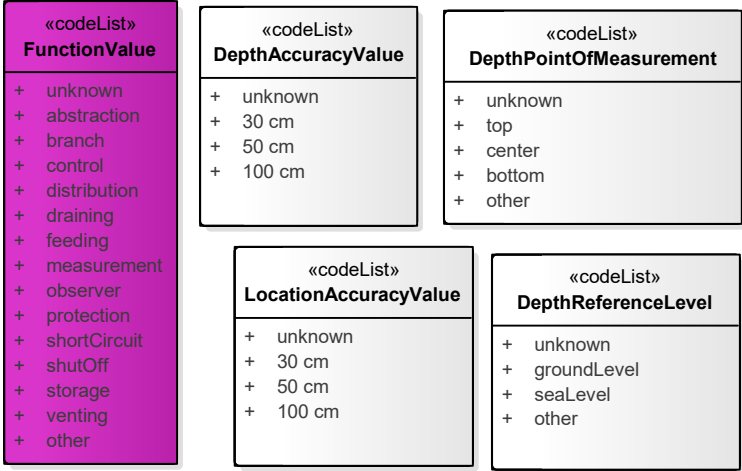 «codeList»
FunctionValue
+ unknown
+ abstraction
+ branch
+ control
+ distribution
+ draining
+ feeding
+ measurement
+ observer
+ protection
+ shortCircuit
+ shutOff
+ storage
+ venting
+ other
«codeList»
DepthAccuracyValue
+ unknown
+ 30 cm
+ 50 cm
+ 100 cm
«codeList»
DepthPointOfMeasurement
+ unknown
+ top
+ center
+ bottom
+ other
«codeList»
LocationAccuracyValue
+ unknown
+ 30 cm
+ 50 cm
+ 100 cm
«codeList»
DepthReferenceLevel
+ unknown
+ groundLevel
+ seaLevel
+ other